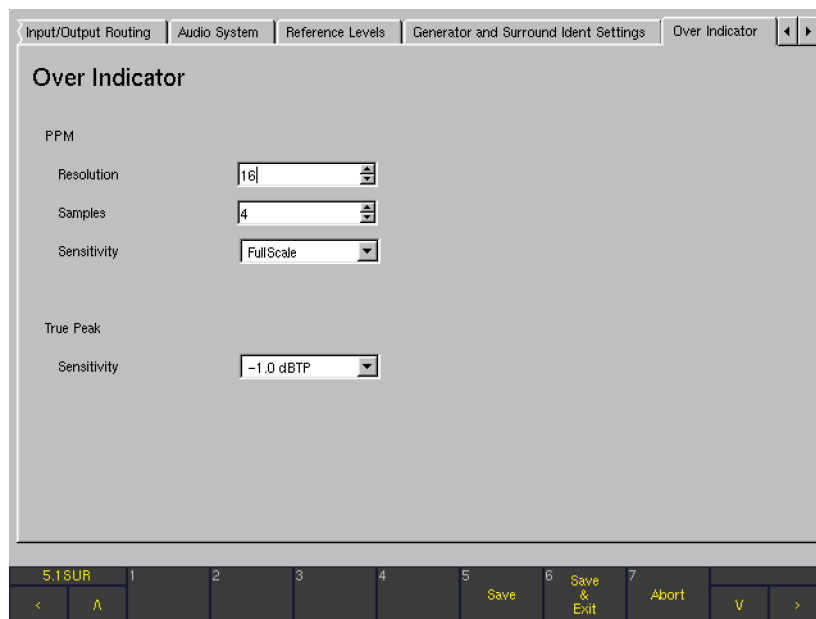 Input/Output Routing Audio System Reference Levels Generator and Surround Ident Settings Over Indicator
Over Indicator
PPM
Resolution 16
Samples 4
Sensitivity FullScale
True Peak
Sensitivity -1.0 dBTP
5.1SUR 1 2 3 4 5 Save 6 Save & Exit 7 Abort
< Λ V >